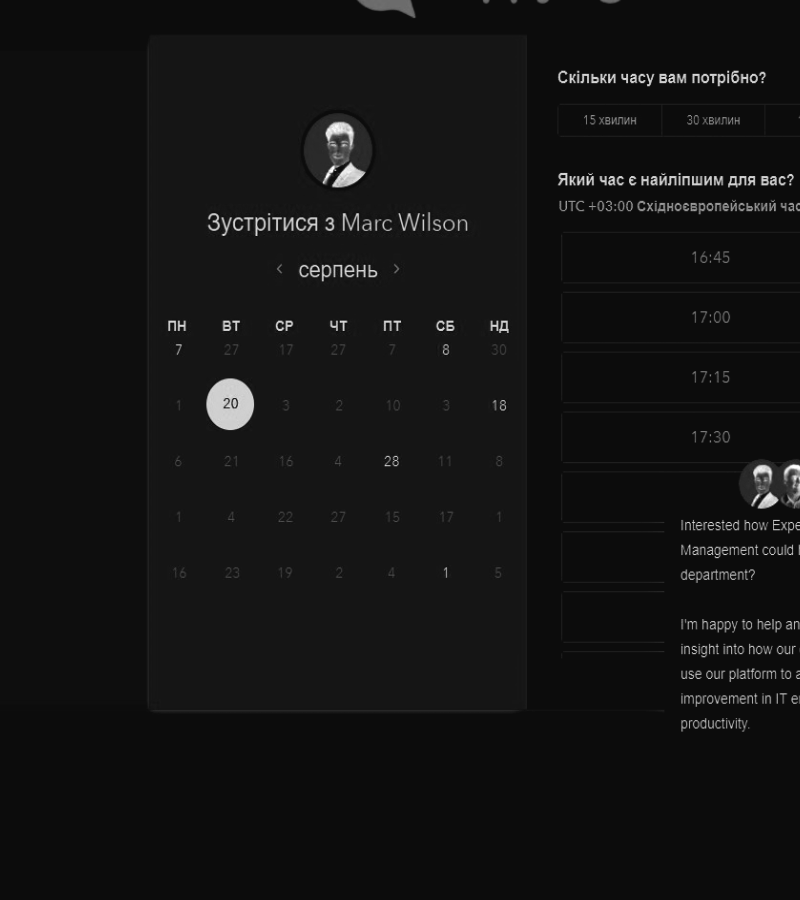 Зустрітися з Marc Wilson
серпень
ПН ВТ СР ЧТ ПТ СБ НД
7 27 17 27 7 8 30
1 20 3 2 10 3 18
6 21 16 4 28 11 8
1 4 22 27 15 17 1
16 23 19 2 4 1 5
Скільки часу вам потрібно?
15 хвилин 30 хвилин
Який час є найліпшим для вас?
UTC +03:00 Східноєвропейський час
16:45
17:00
17:15
17:30
Interested how Expe
Management could
department?
I'm happy to help an
insight into how our
use our platform to a
improvement in IT e
productivity.